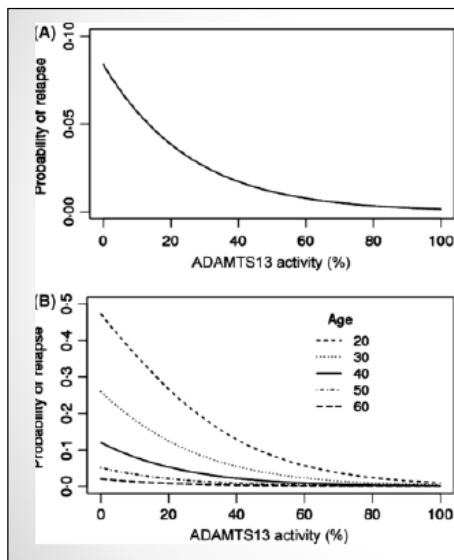 (A)
0·10
0·05
0·00
Probability of relapse
0 20 40 60 80 100
ADAMTS13 activity (%)
(B)
0·5
0·4
0·3
0·2
0·1
0·0
Probability of relapse
Age
20
30
40
50
60
0 20 40 60 80 100
ADAMTS13 activity (%)